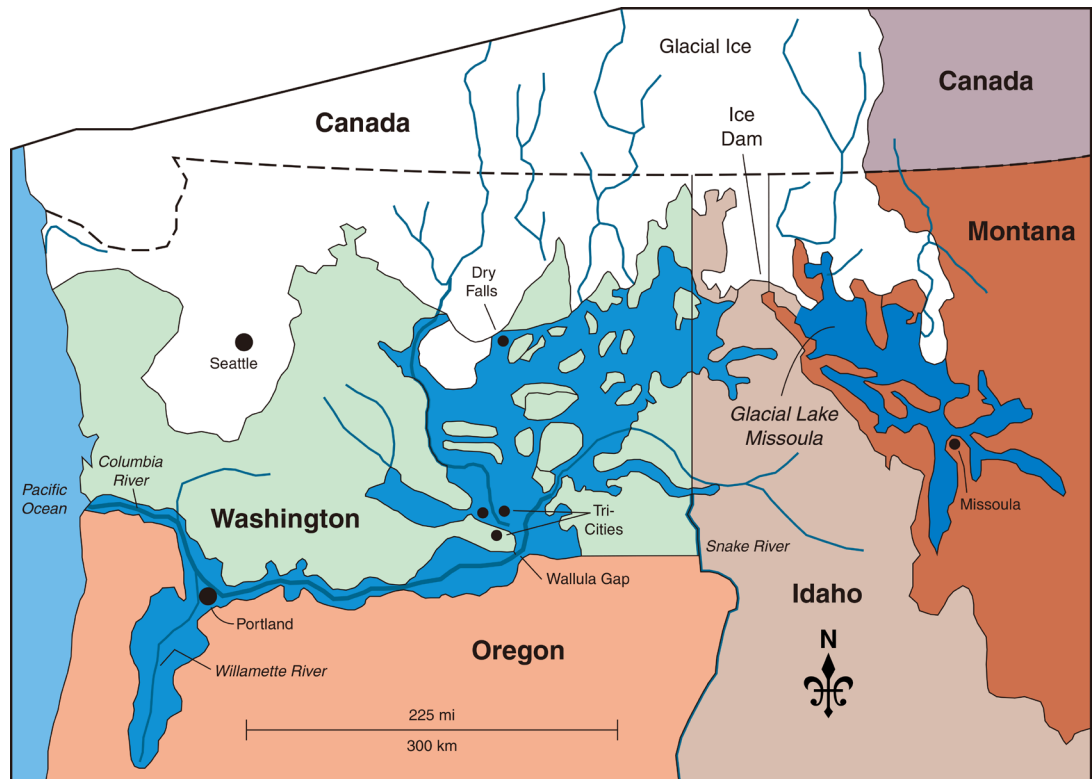 Glacial Ice
Canada
Canada
Ice
Dam
Montana
Dry
Falls
Seattle
Glacial Lake
Missoula
Columbia
River
Pacific
Ocean
Washington
Tri-
Cities
Missoula
Snake River
Wallula Gap
Idaho
Portland
Oregon
N
Willamette River
225 mi
300 km